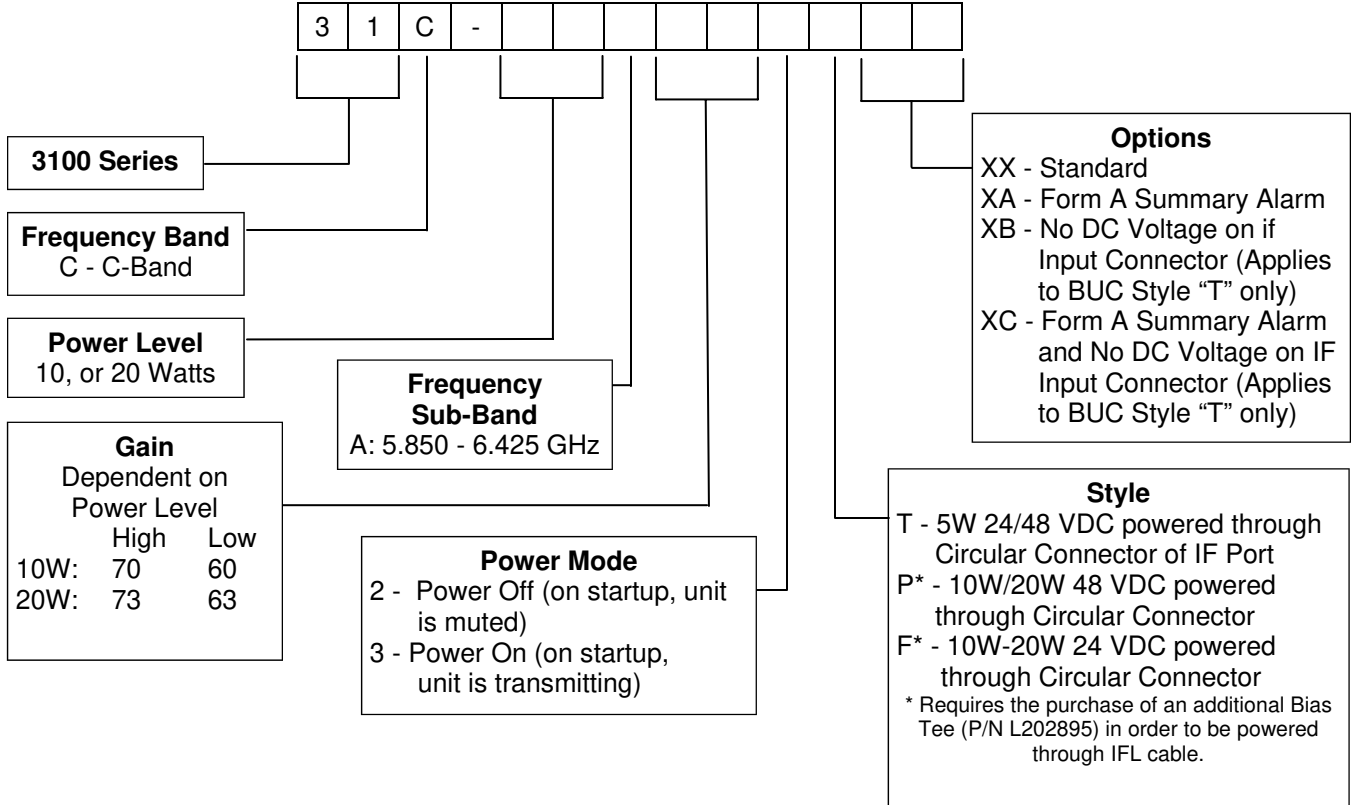 3 1 C -
3100 Series
Frequency Band
C - C-Band
Power Level
10, or 20 Watts
Gain
Dependent on
Power Level
High Low
10W: 70 60
20W: 73 63
Frequency
Sub-Band
A: 5.850 - 6.425 GHz
Power Mode
2 - Power Off (on startup, unit
is muted)
3 - Power On (on startup,
unit is transmitting)
Options
XX - Standard
XA - Form A Summary Alarm
XB - No DC Voltage on if
Input Connector (Applies
to BUC Style “T” only)
XC - Form A Summary Alarm
and No DC Voltage on IF
Input Connector (Applies
to BUC Style “T” only)
Style
T - 5W 24/48 VDC powered through
Circular Connector of IF Port
P* - 10W/20W 48 VDC powered
through Circular Connector
F* - 10W-20W 24 VDC powered
through Circular Connector
* Requires the purchase of an additional Bias
Tee (P/N L202895) in order to be powered
through IFL cable.